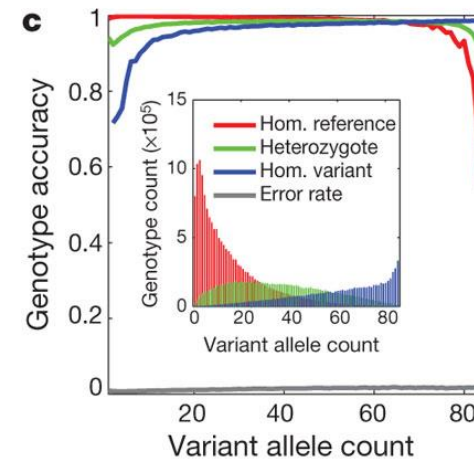 c
Genotype accuracy
1
0.8
0.6
0.4
0.2
0
20 40 60 80
Variant allele count
Genotype count (×10⁵)
15
10
5
0
0 20 40 60 80
Variant allele count
Hom. reference
Heterozygote
Hom. variant
Error rate